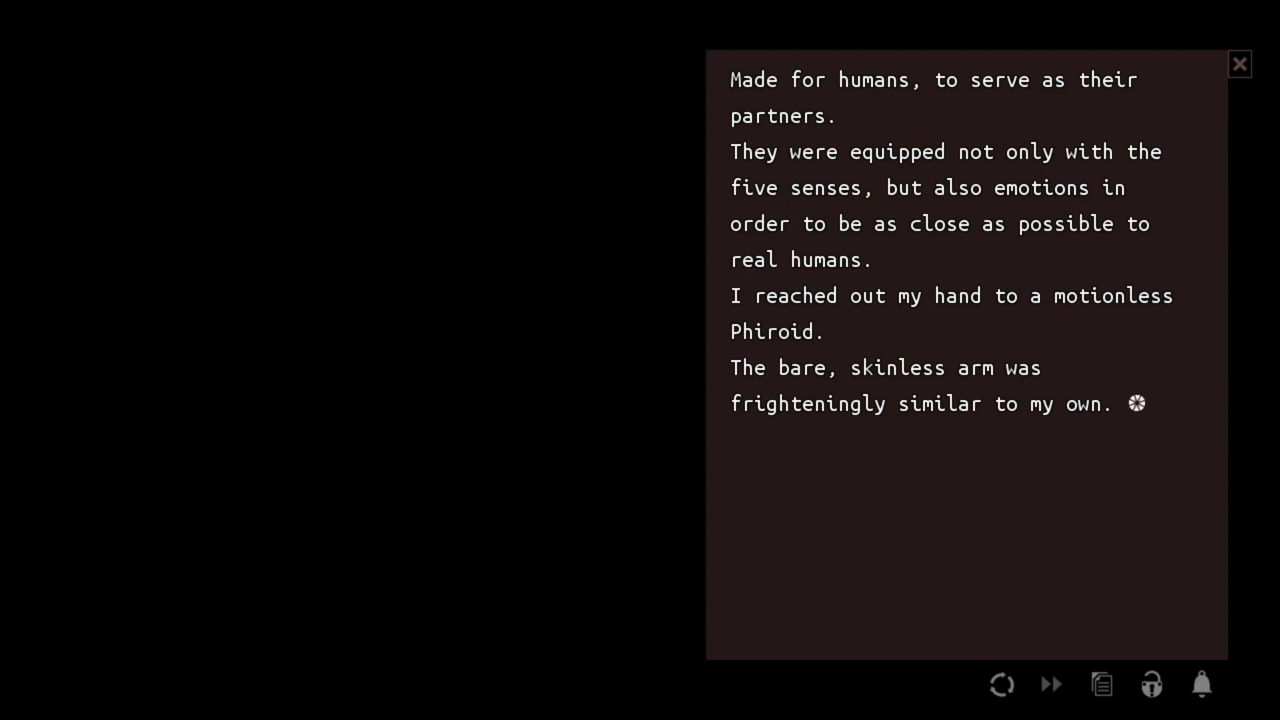 Made for humans, to serve as their
partners.
They were equipped not only with the
five senses, but also emotions in
order to be as close as possible to
real humans.
I reached out my hand to a motionless
Phiroid.
The bare, skinless arm was
frighteningly similar to my own.